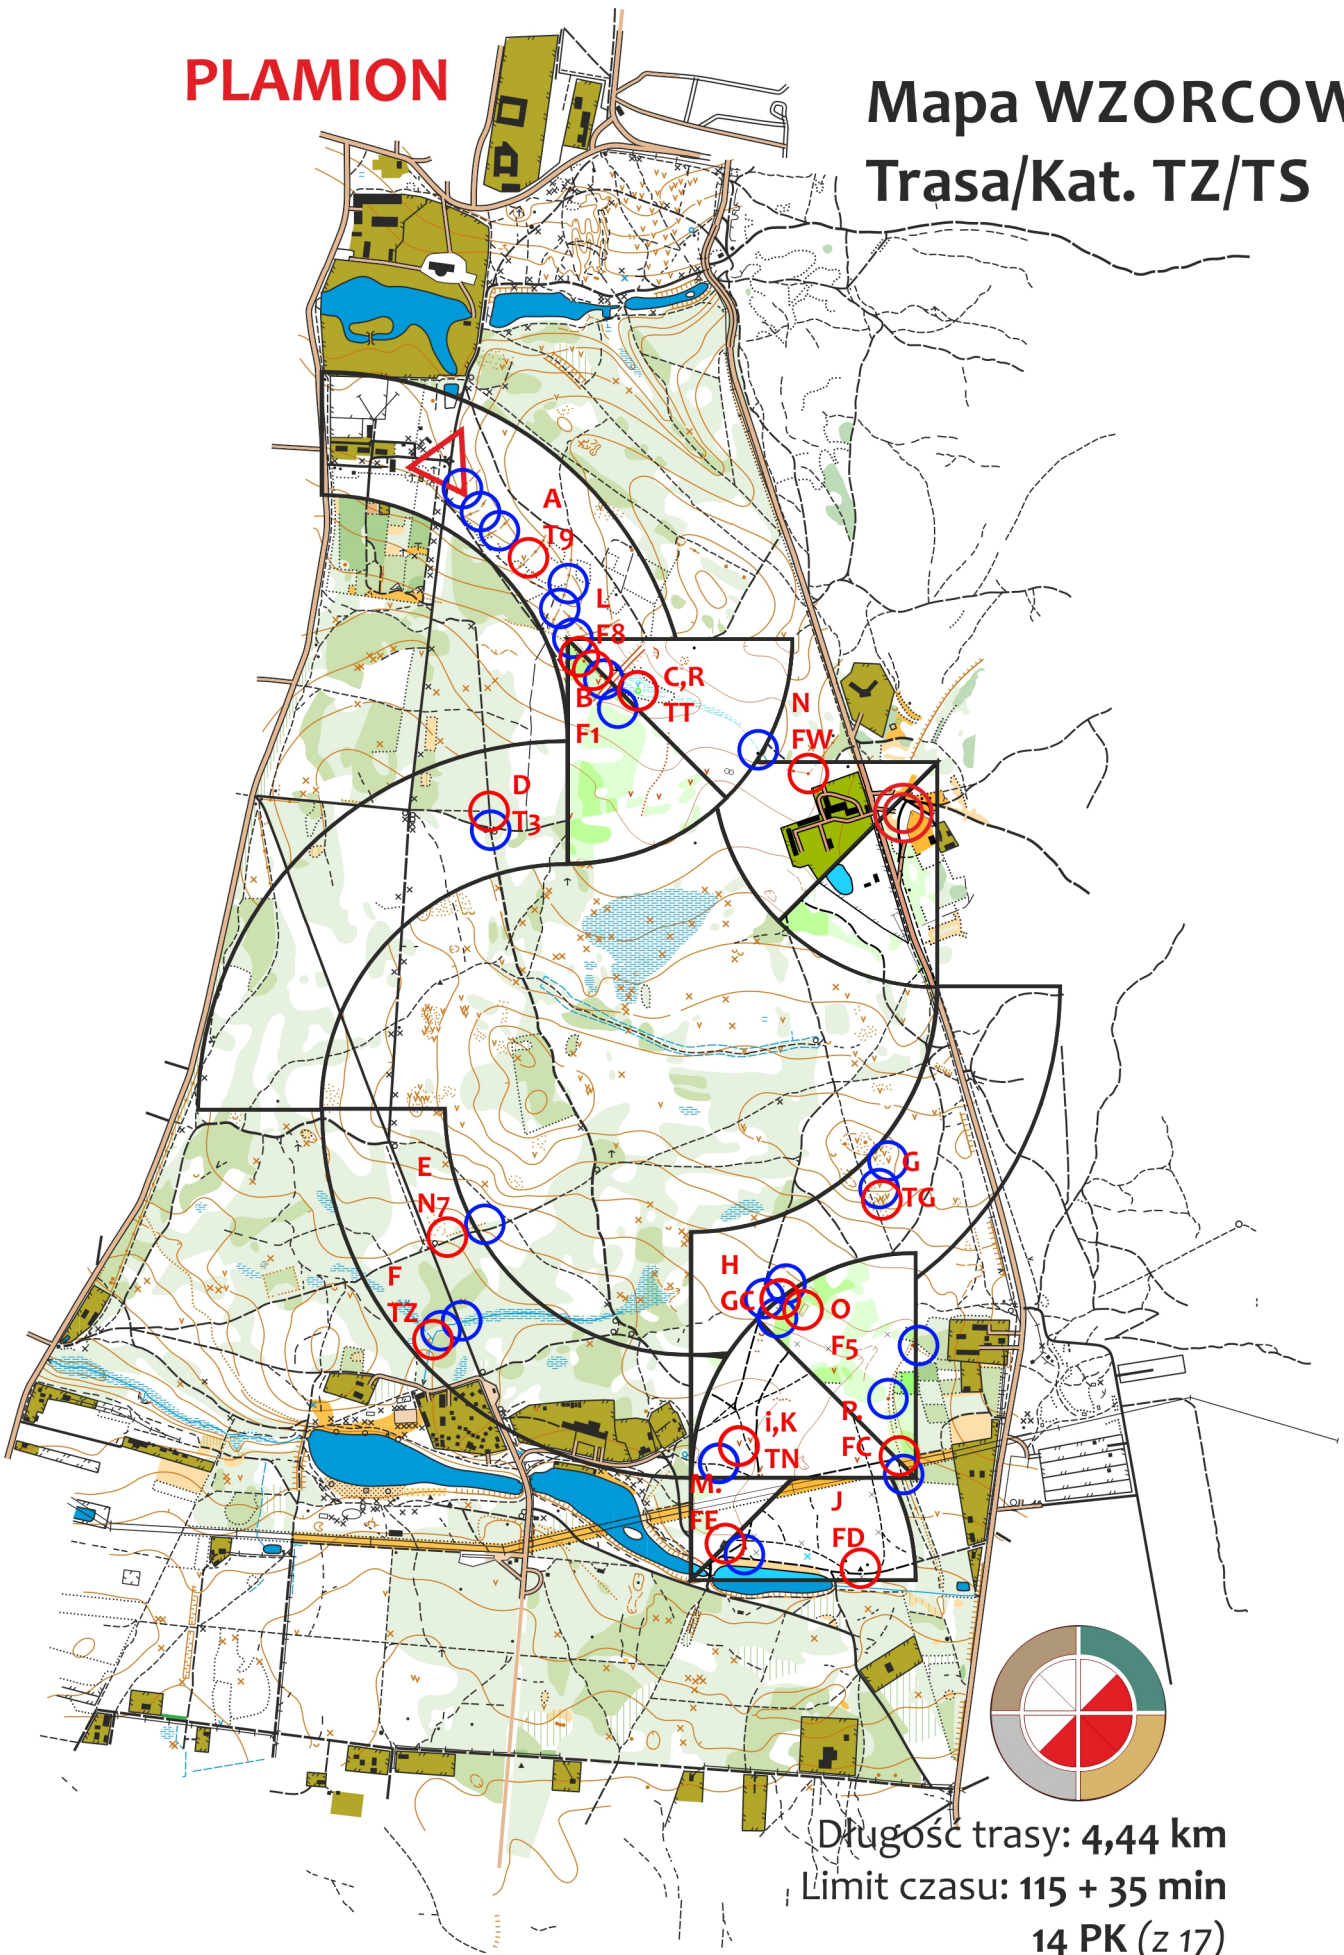 PLAMION
Mapa WZORCOW
Trasa/Kat. TZ/TS
A
T9
L
F8
C,R
TT
B
F1
N
FW
D
T3
G
TG
E
N7
H
GC
F
TZ
O
F5
R.
FC
i,K
TN
M.
FE
J
FD
Długość trasy: 4,44 km
Limit czasu: 115 + 35 min
14 PK (z 17)